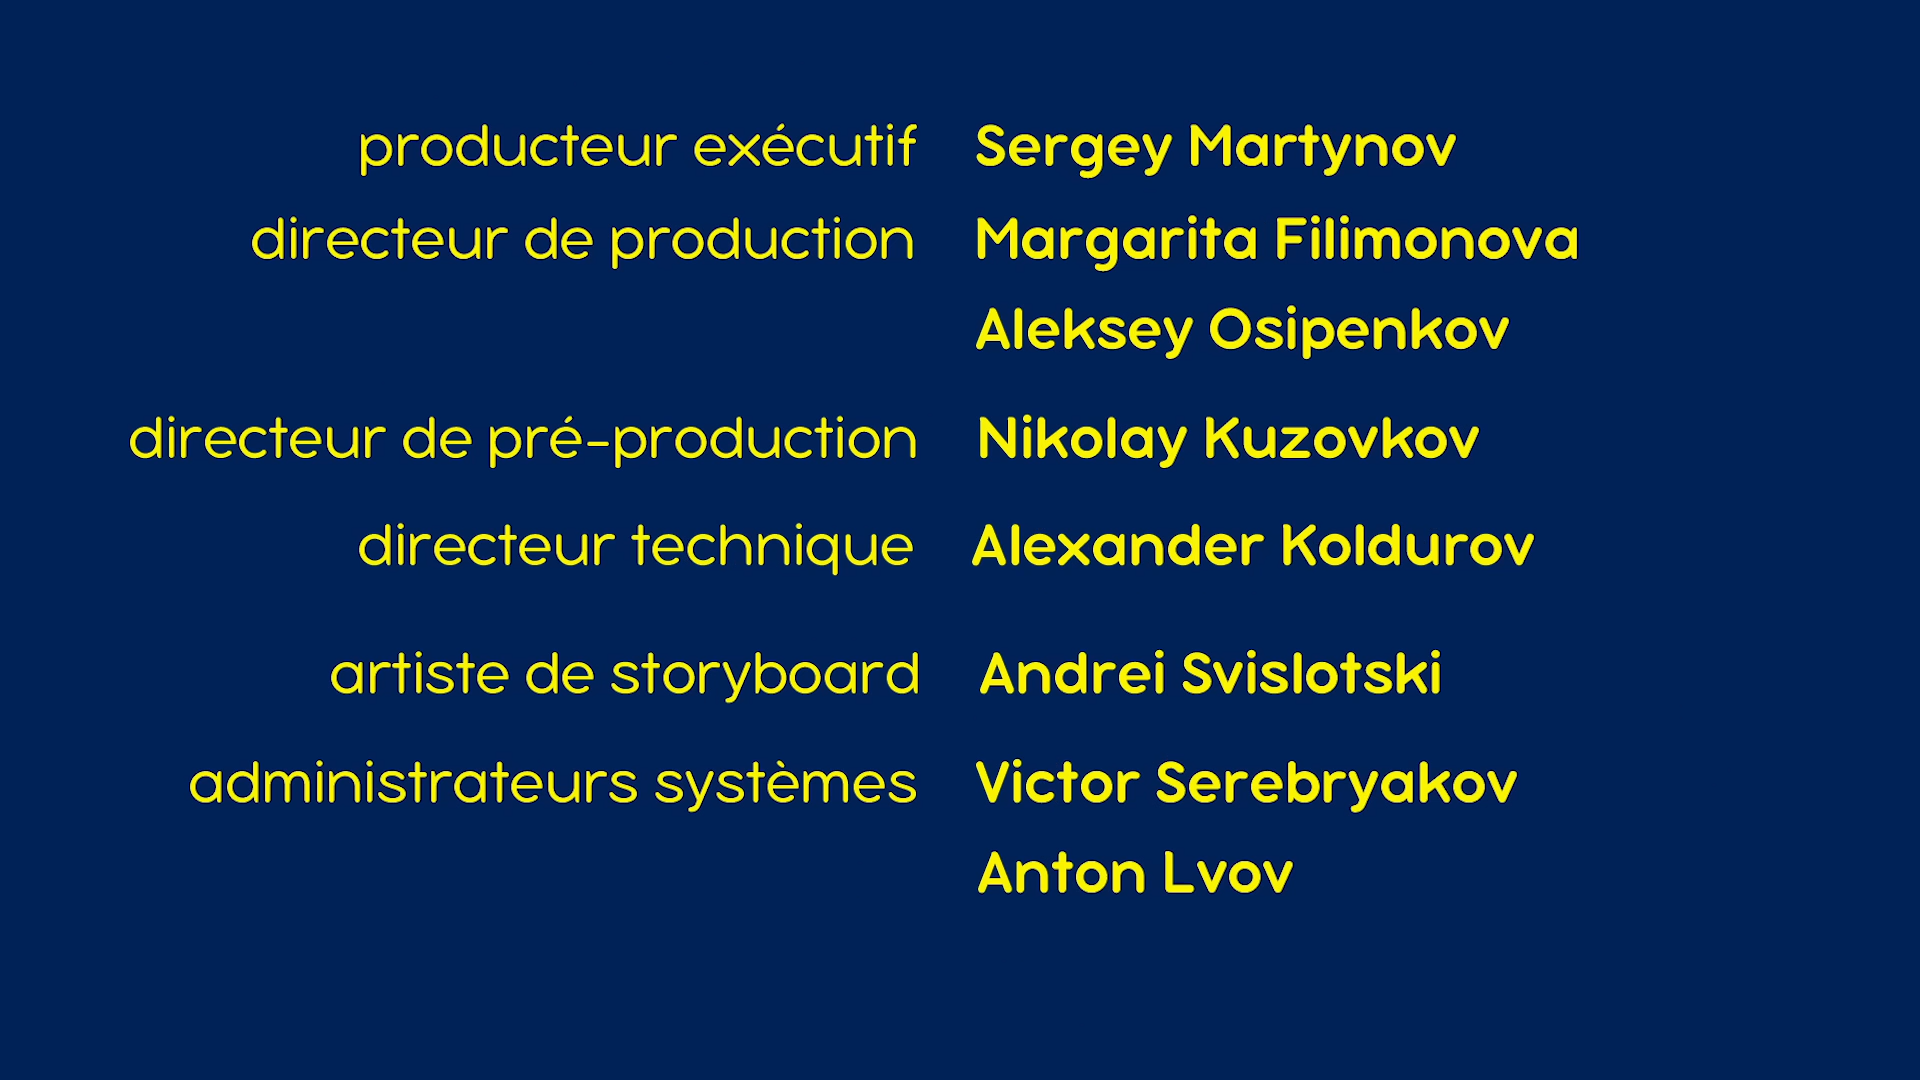 producteur exécutif Sergey Martynov
directeur de production Margarita Filimonova
Aleksey Osipenkov
directeur de pré-production Nikolay Kuzovkov
directeur technique Alexander Koldurov
artiste de storyboard Andrei Svislotski
administrateurs systèmes Victor Serebryakov
Anton Lvov